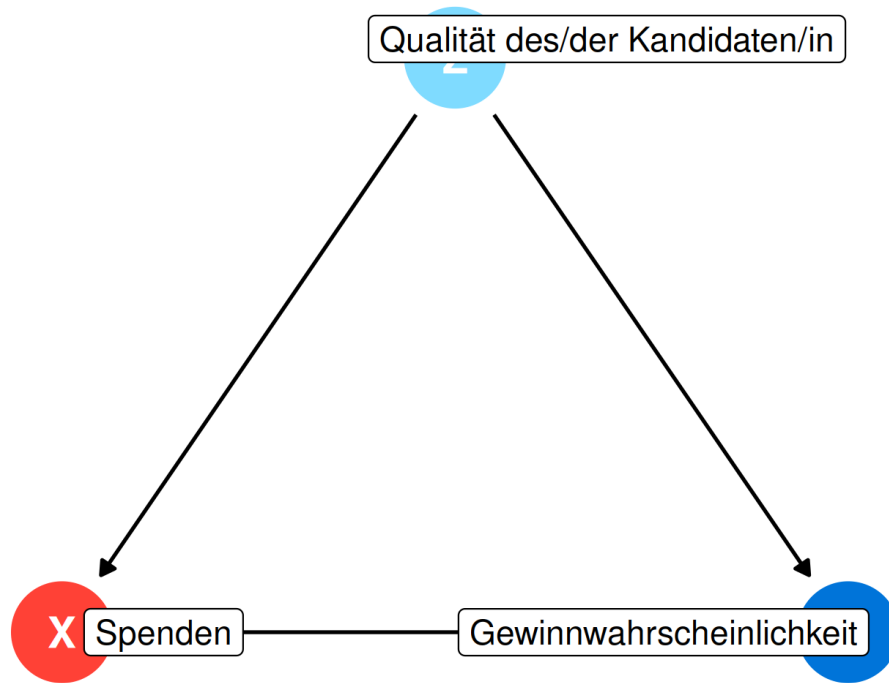 Qualität des/der Kandidaten/in
X
Spenden
Gewinnwahrscheinlichkeit